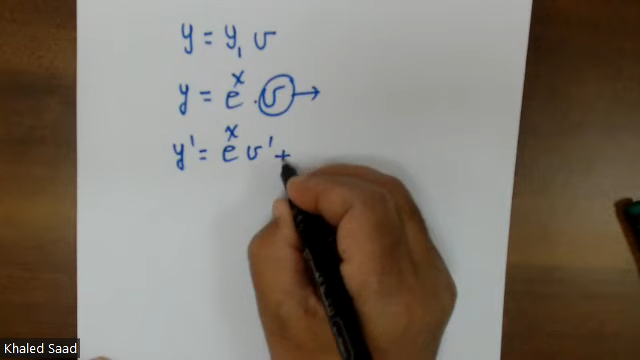 y = y₁ v
y = eˣ . v →
y' = eˣ v' +
Khaled Saad